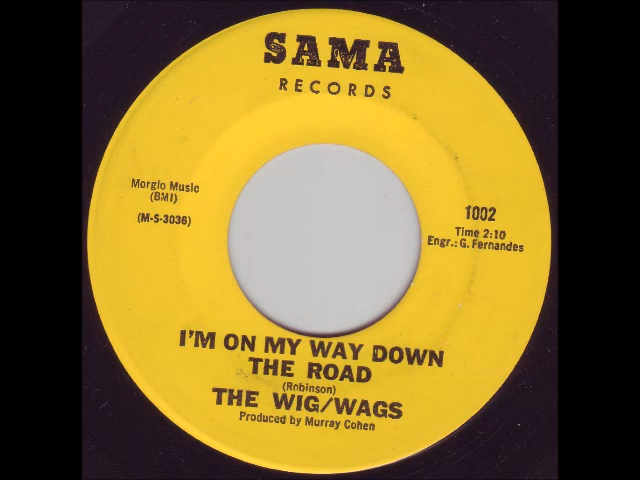 SAMA
RECORDS
Morglo Music
(BMI)
(M-S-3036)
1002
Time 2:10
Engr.: G. Fernandes
I'M ON MY WAY DOWN
THE ROAD
(Robinson)
THE WIG/WAGS
Produced by Murray Cohen